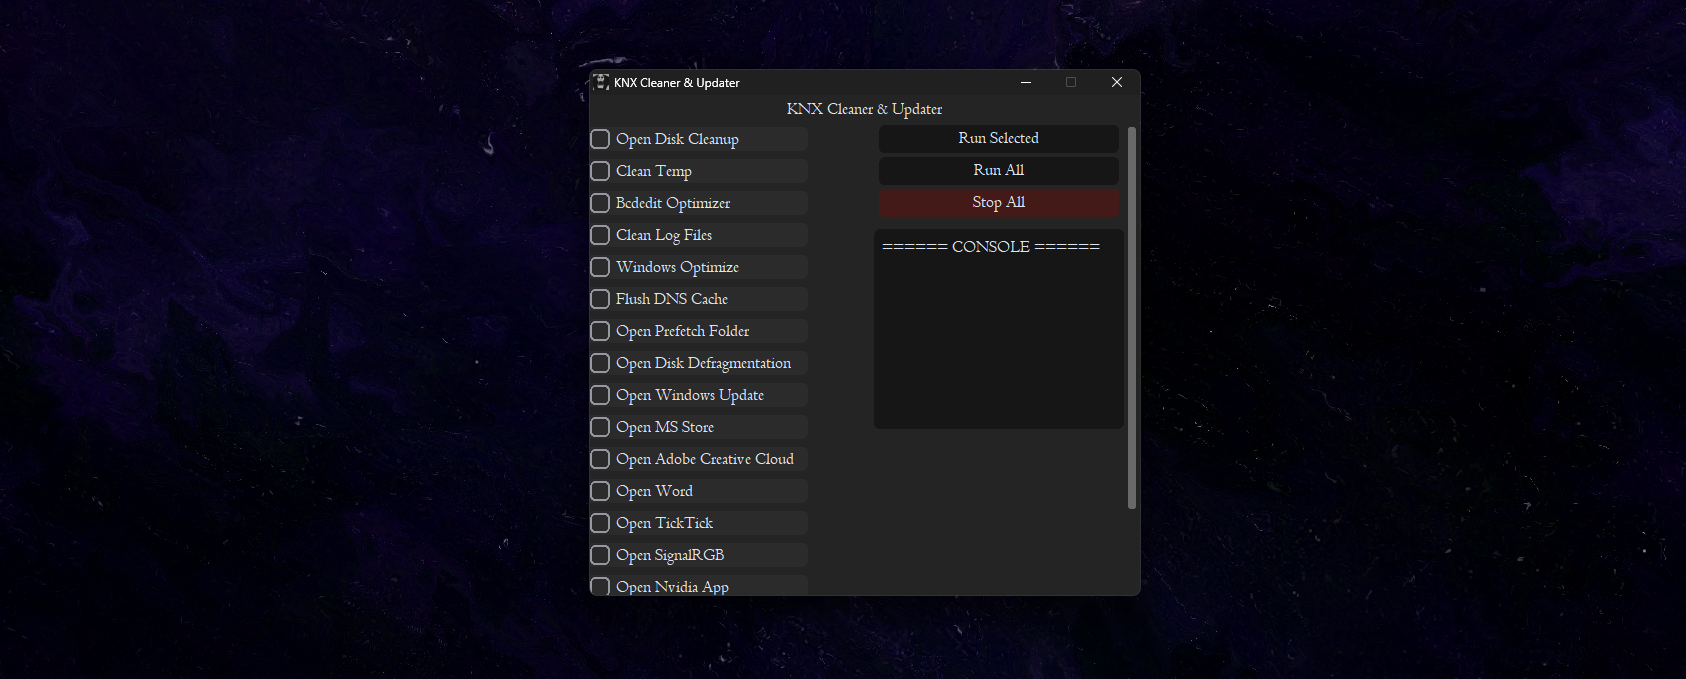 KNX Cleaner & Updater
KNX Cleaner & Updater
Open Disk Cleanup
Clean Temp
Bcdedit Optimizer
Clean Log Files
Windows Optimize
Flush DNS Cache
Open Prefetch Folder
Open Disk Defragmentation
Open Windows Update
Open MS Store
Open Adobe Creative Cloud
Open Word
Open TickTick
Open SignalRGB
Open Nvidia App
Run Selected
Run All
Stop All
====== CONSOLE ======